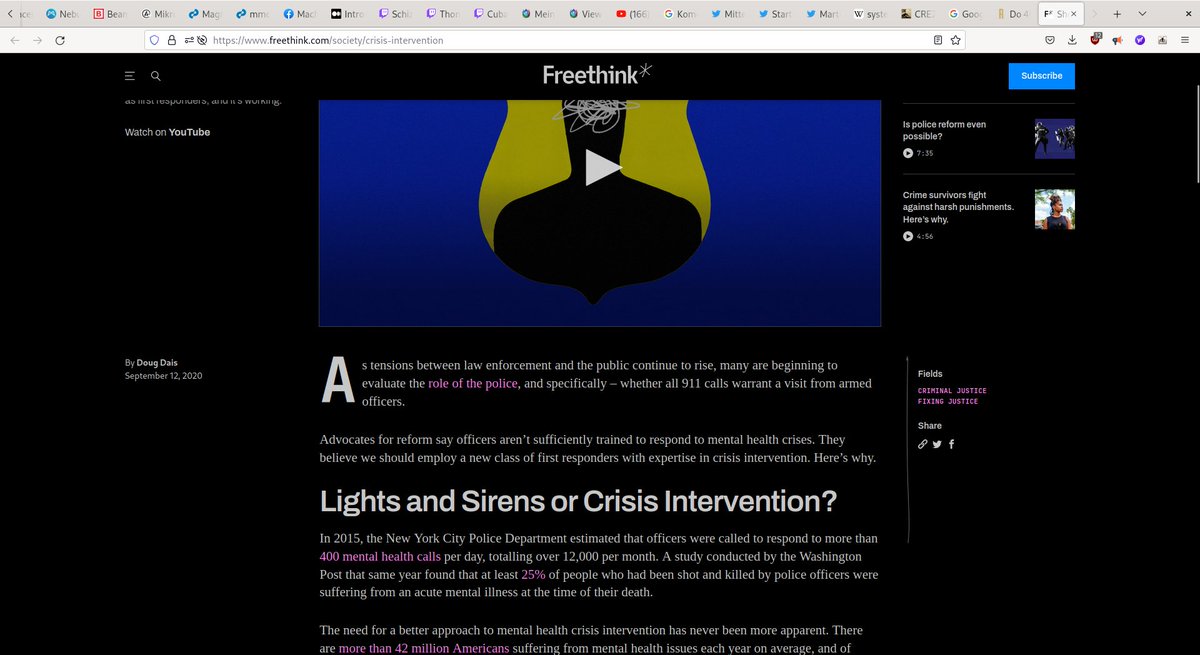 Nebu
Bear
Mikr
Magi
mmc
Mach
Intro
Schi
Thon
Cuba
Mein
View
(166)
Kom
Mitte
Start
Mart
syste
CRE
Goo
Do 4
Sh
https://www.freethink.com/society/crisis-intervention
Freethink*
Subscribe
as first responders, and it's working.
Watch on YouTube
Is police reform even
possible?
7:35
Crime survivors fight
against harsh punishments.
Here's why.
4:56
By Doug Dais
September 12, 2020
As tensions between law enforcement and the public continue to rise, many are beginning to
evaluate the role of the police, and specifically – whether all 911 calls warrant a visit from armed
officers.
Advocates for reform say officers aren't sufficiently trained to respond to mental health crises. They
believe we should employ a new class of first responders with expertise in crisis intervention. Here's why.
Lights and Sirens or Crisis Intervention?
In 2015, the New York City Police Department estimated that officers were called to respond to more than
400 mental health calls per day, totalling over 12,000 per month. A study conducted by the Washington
Post that same year found that at least 25% of people who had been shot and killed by police officers were
suffering from an acute mental illness at the time of their death.
The need for a better approach to mental health crisis intervention has never been more apparent. There
are more than 42 million Americans suffering from mental health issues each year on average, and of
Fields
CRIMINAL JUSTICE
FIXING JUSTICE
Share